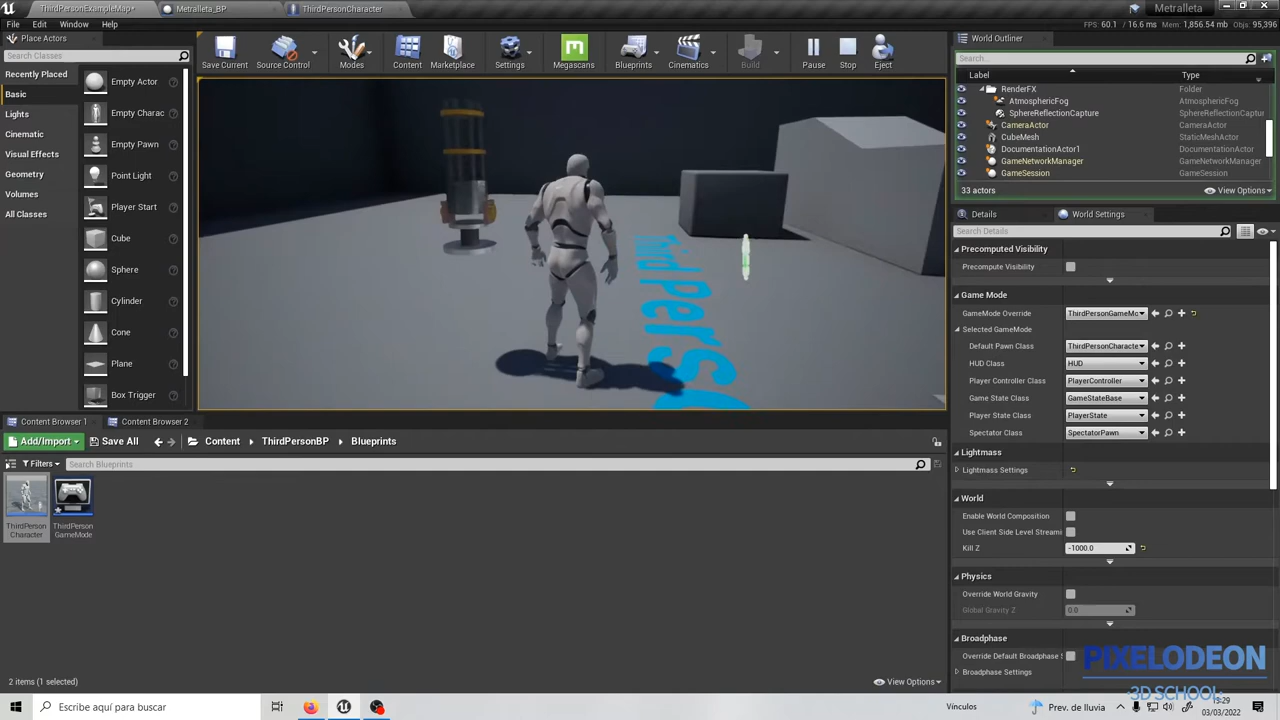 ThirdPersonExampleMap*
Metralleta_BP
ThirdPersonCharacter
Metralleta
File Edit Window Help
FPS: 60.1 / 16.6 ms | Mem: 1,856.54 mb | Objs: 95,396
Place Actors
Search Classes
Recently Placed
Basic
Lights
Cinematic
Visual Effects
Geometry
Volumes
All Classes
Empty Actor
Empty Charac
Empty Pawn
Point Light
Player Start
Cube
Sphere
Cylinder
Cone
Plane
Box Trigger
Save Current
Source Control
Modes
Content
Marketplace
Settings
Megascans
Blueprints
Cinematics
Build
Pause
Stop
Eject
World Outliner
Search...
Label Type
RenderFX Folder
AtmosphericFog AtmosphericFog
SphereReflectionCapture SphereReflectionCaptur
CameraActor CameraActor
CubeMesh StaticMeshActor
DocumentationActor1 DocumentationActor
GameNetworkManager GameNetworkManager
GameSession GameSession
33 actors
View Options
Details
World Settings
Search Details
Precomputed Visibility
Precompute Visibility
Game Mode
GameMode Override ThirdPersonGameMo
Selected GameMode
Default Pawn Class ThirdPersonCharacte
HUD Class HUD
Player Controller Class PlayerController
Game State Class GameStateBase
Player State Class PlayerState
Spectator Class SpectatorPawn
Lightmass
Lightmass Settings
World
Enable World Composition
Use Client Side Level Streami
Kill Z -1000.0
Physics
Override World Gravity
Global Gravity Z 0.0
Broadphase
Override Default Broadphase S
Broadphase Settings
Third Perso
Content Browser 1
Content Browser 2
Add/Import
Save All
Content
ThirdPersonBP
Blueprints
Filters
Search Blueprints
ThirdPerson
Character
ThirdPerson
GameMode
2 items (1 selected)
View Options
PIXELODEON
3D SCHOOL
Escribe aquí para buscar
Vínculos
Prev. de lluvia
13:29
03/03/2022